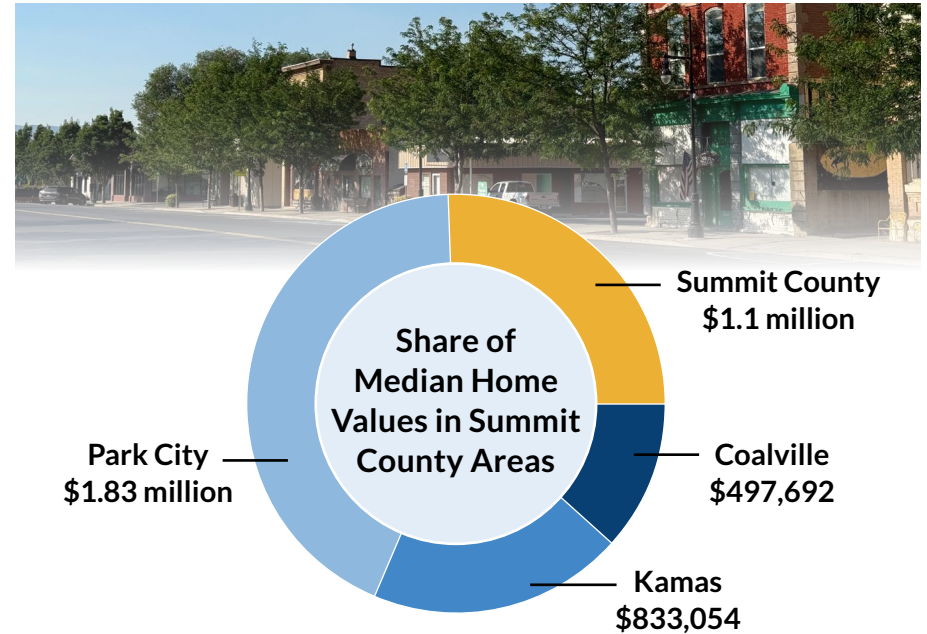 Share of
Median Home
Values in Summit
County Areas
Summit County
$1.1 million
Coalville
$497,692
Kamas
$833,054
Park City
$1.83 million